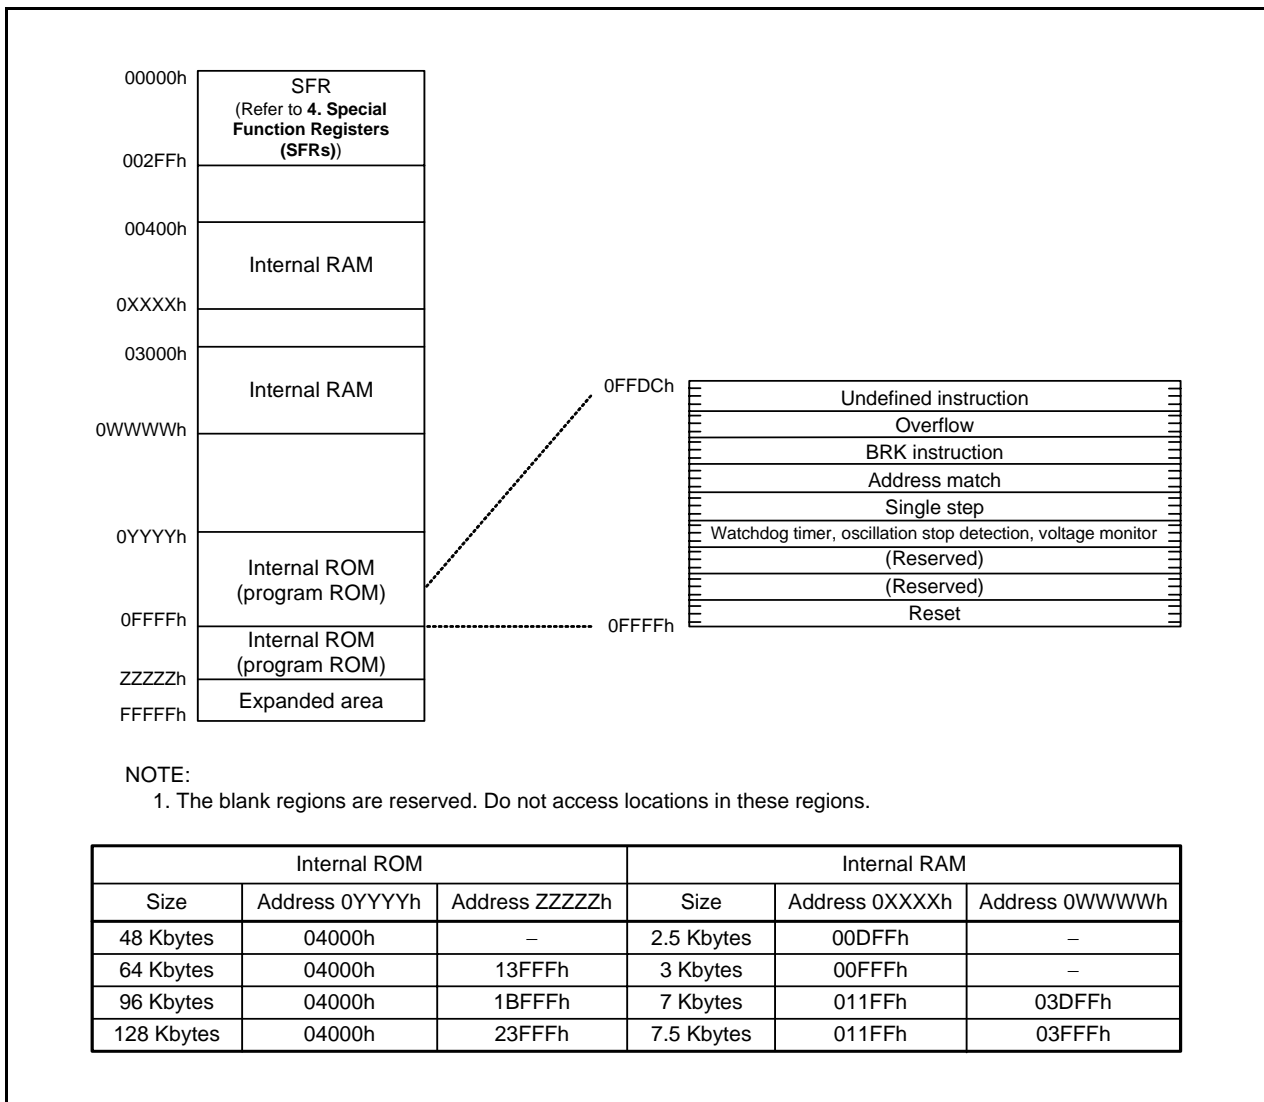 00000h
SFR
(Refer to 4. Special
Function Registers
(SFRs))
002FFh
00400h
Internal RAM
0XXXXh
03000h
Internal RAM
0WWWWh
0YYYYh
Internal ROM
(program ROM)
0FFFFh
Internal ROM
(program ROM)
ZZZZZh
Expanded area
FFFFFh
0FFDCh
Undefined instruction
Overflow
BRK instruction
Address match
Single step
Watchdog timer, oscillation stop detection, voltage monitor
(Reserved)
(Reserved)
Reset
0FFFFh
NOTE:
1. The blank regions are reserved. Do not access locations in these regions.
Internal ROM Internal RAM
Size Address 0YYYYh Address ZZZZZh Size Address 0XXXXh Address 0WWWWh
48 Kbytes 04000h − 2.5 Kbytes 00DFFh −
64 Kbytes 04000h 13FFFh 3 Kbytes 00FFFh −
96 Kbytes 04000h 1BFFFh 7 Kbytes 011FFh 03DFFh
128 Kbytes 04000h 23FFFh 7.5 Kbytes 011FFh 03FFFh